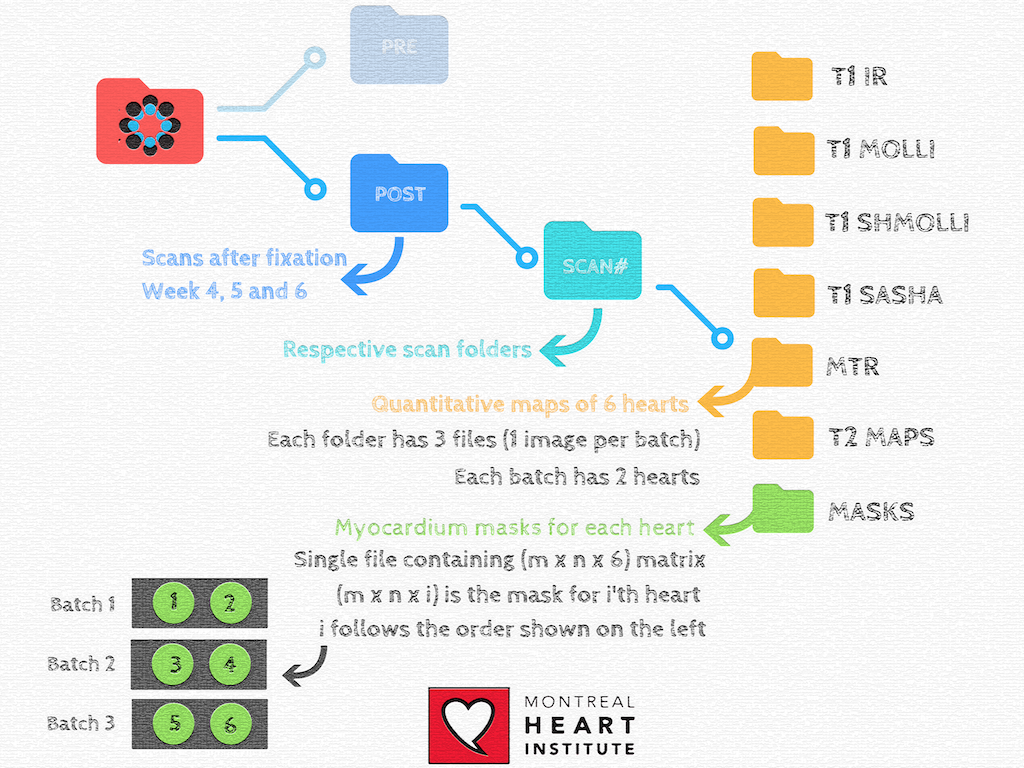 PRE
T1 IR
T1 MOLLI
POST
T1 SHMOLLI
Scans after fixation
Week 4, 5 and 6
SCAN#
T1 SASHA
Respective scan folders
MTR
Quantitative maps of 6 hearts
Each folder has 3 files (1 image per batch)
Each batch has 2 hearts
T2 MAPS
MASKS
Myocardium masks for each heart
Single file containing (m x n x 6) matrix
(m x n x i) is the mask for i'th heart
i follows the order shown on the left
Batch 1
1 2
Batch 2
3 4
Batch 3
5 6
MONTREAL
HEART
INSTITUTE